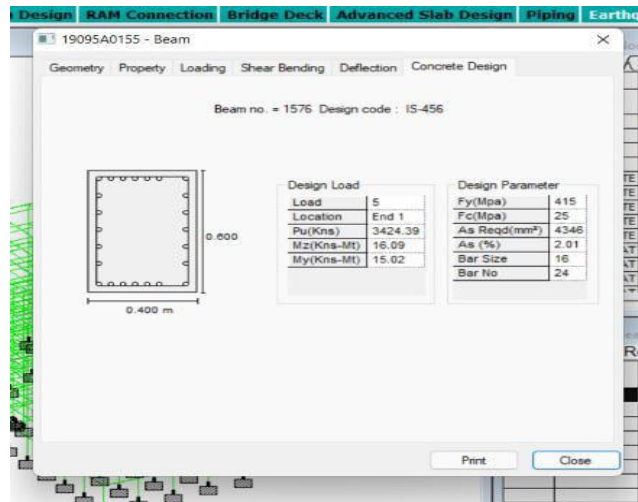 Design RAM Connection Bridge Deck Advanced Slab Design Piping Earthq
19095A0155 - Beam
Geometry Property Loading Shear Bending Deflection Concrete Design
Beam no. = 1576 Design code : IS-456
0.600
0.400 m
Design Load
Load 5
Location End 1
Pu(Kns) 3424.39
Mz(Kns-Mt) 16.09
My(Kns-Mt) 15.02
Design Parameter
Fy(Mpa) 415
Fc(Mpa) 25
As Reqd(mm²) 4346
As (%) 2.01
Bar Size 16
Bar No 24
Print Close